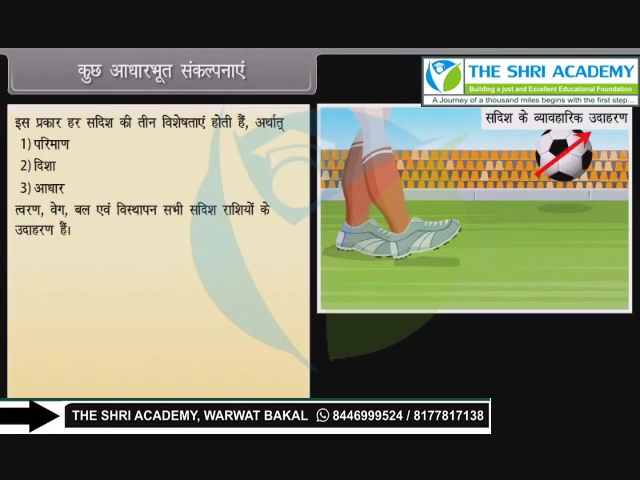 कुछ आधारभूत संकल्पनाएं
THE SHRI ACADEMY
Building a just and Excellent Educational Foundation
A Journey of a thousand miles begins with the first step...
इस प्रकार हर सदिश की तीन विशेषताएं होती हैं, अर्थात्
1) परिमाण
2) दिशा
3) आधार
त्वरण, वेग, बल एवं विस्थापन सभी सदिश राशियों के
उदाहरण हैं।
सदिश के व्यावहारिक उदाहरण
THE SHRI ACADEMY, WARWAT BAKAL 8446999524 / 8177817138